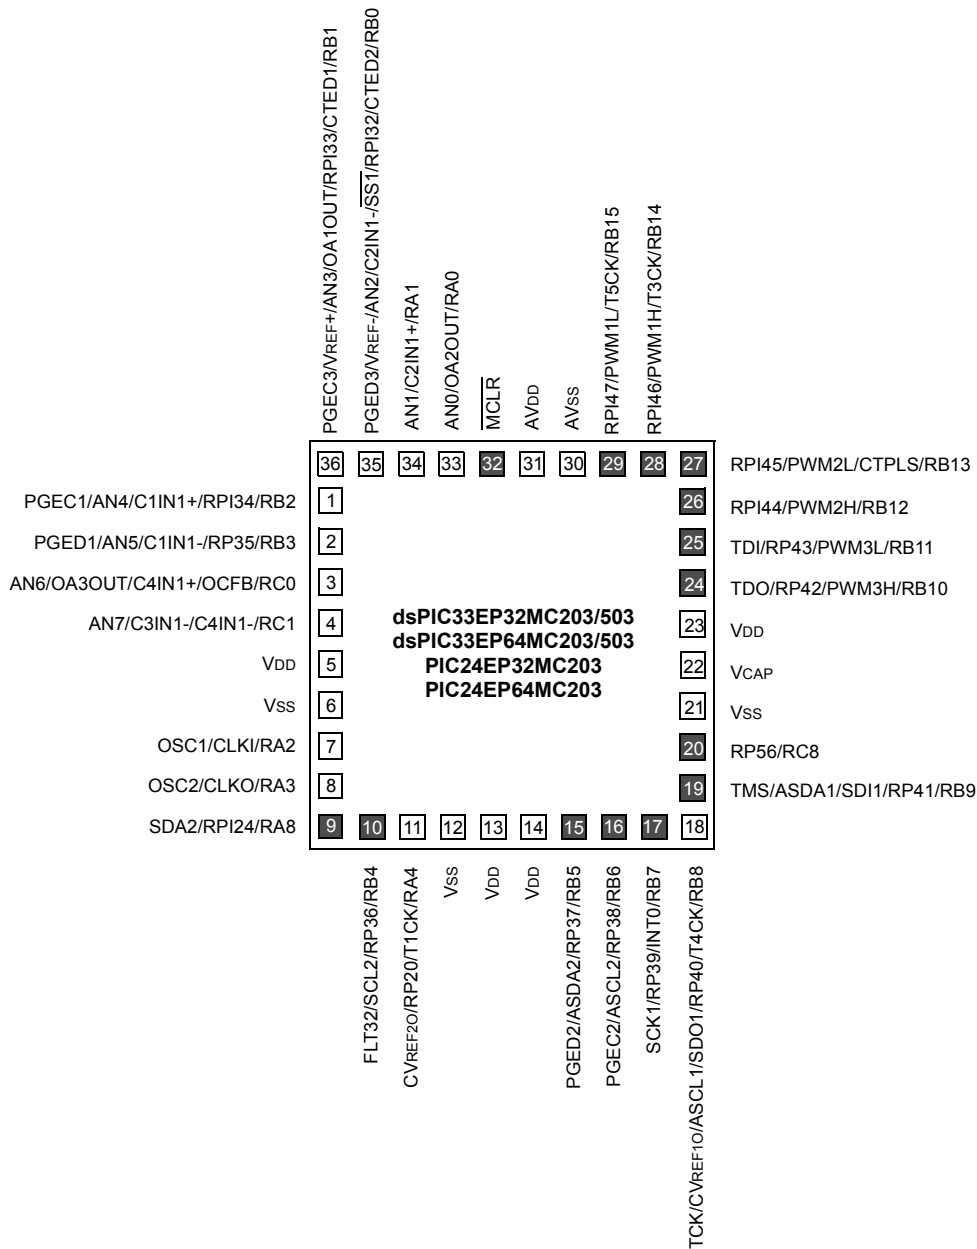 PGEC3/VREF+/AN3/OA1OUT/RPI33/CTED1/RB1
PGED3/VREF-/AN2/C2IN1-/SS1/RPI32/CTED2/RB0
AN1/C2IN1+/RA1
AN0/OA2OUT/RA0
MCLR
AVDD
AVSS
RPI47/PWM1L/T5CK/RB15
RPI46/PWM1H/T3CK/RB14
36 35 34 33 32 31 30 29 28 27 RPI45/PWM2L/CTPLS/RB13
PGEC1/AN4/C1IN1+/RPI34/RB2 1
26 RPI44/PWM2H/RB12
PGED1/AN5/C1IN1-/RP35/RB3 2
25 TDI/RP43/PWM3L/RB11
AN6/OA3OUT/C4IN1+/OCFB/RC0 3
24 TDO/RP42/PWM3H/RB10
AN7/C3IN1-/C4IN1-/RC1 4
dsPIC33EP32MC203/503
dsPIC33EP64MC203/503
PIC24EP32MC203
PIC24EP64MC203
23 VDD
VDD 5
22 VCAP
VSS 6
21 VSS
OSC1/CLKI/RA2 7
20 RP56/RC8
OSC2/CLKO/RA3 8
19 TMS/ASDA1/SDI1/RP41/RB9
SDA2/RPI24/RA8 9 10 11 12 13 14 15 16 17 18
FLT32/SCL2/RP36/RB4
CVREF2O/RP20/T1CK/RA4
VSS
VDD
VDD
PGED2/ASDA2/RP37/RB5
PGEC2/ASCL2/RP38/RB6
SCK1/RP39/INT0/RB7
TCK/CVREF1O/ASCL1/SDO1/RP40/T4CK/RB8